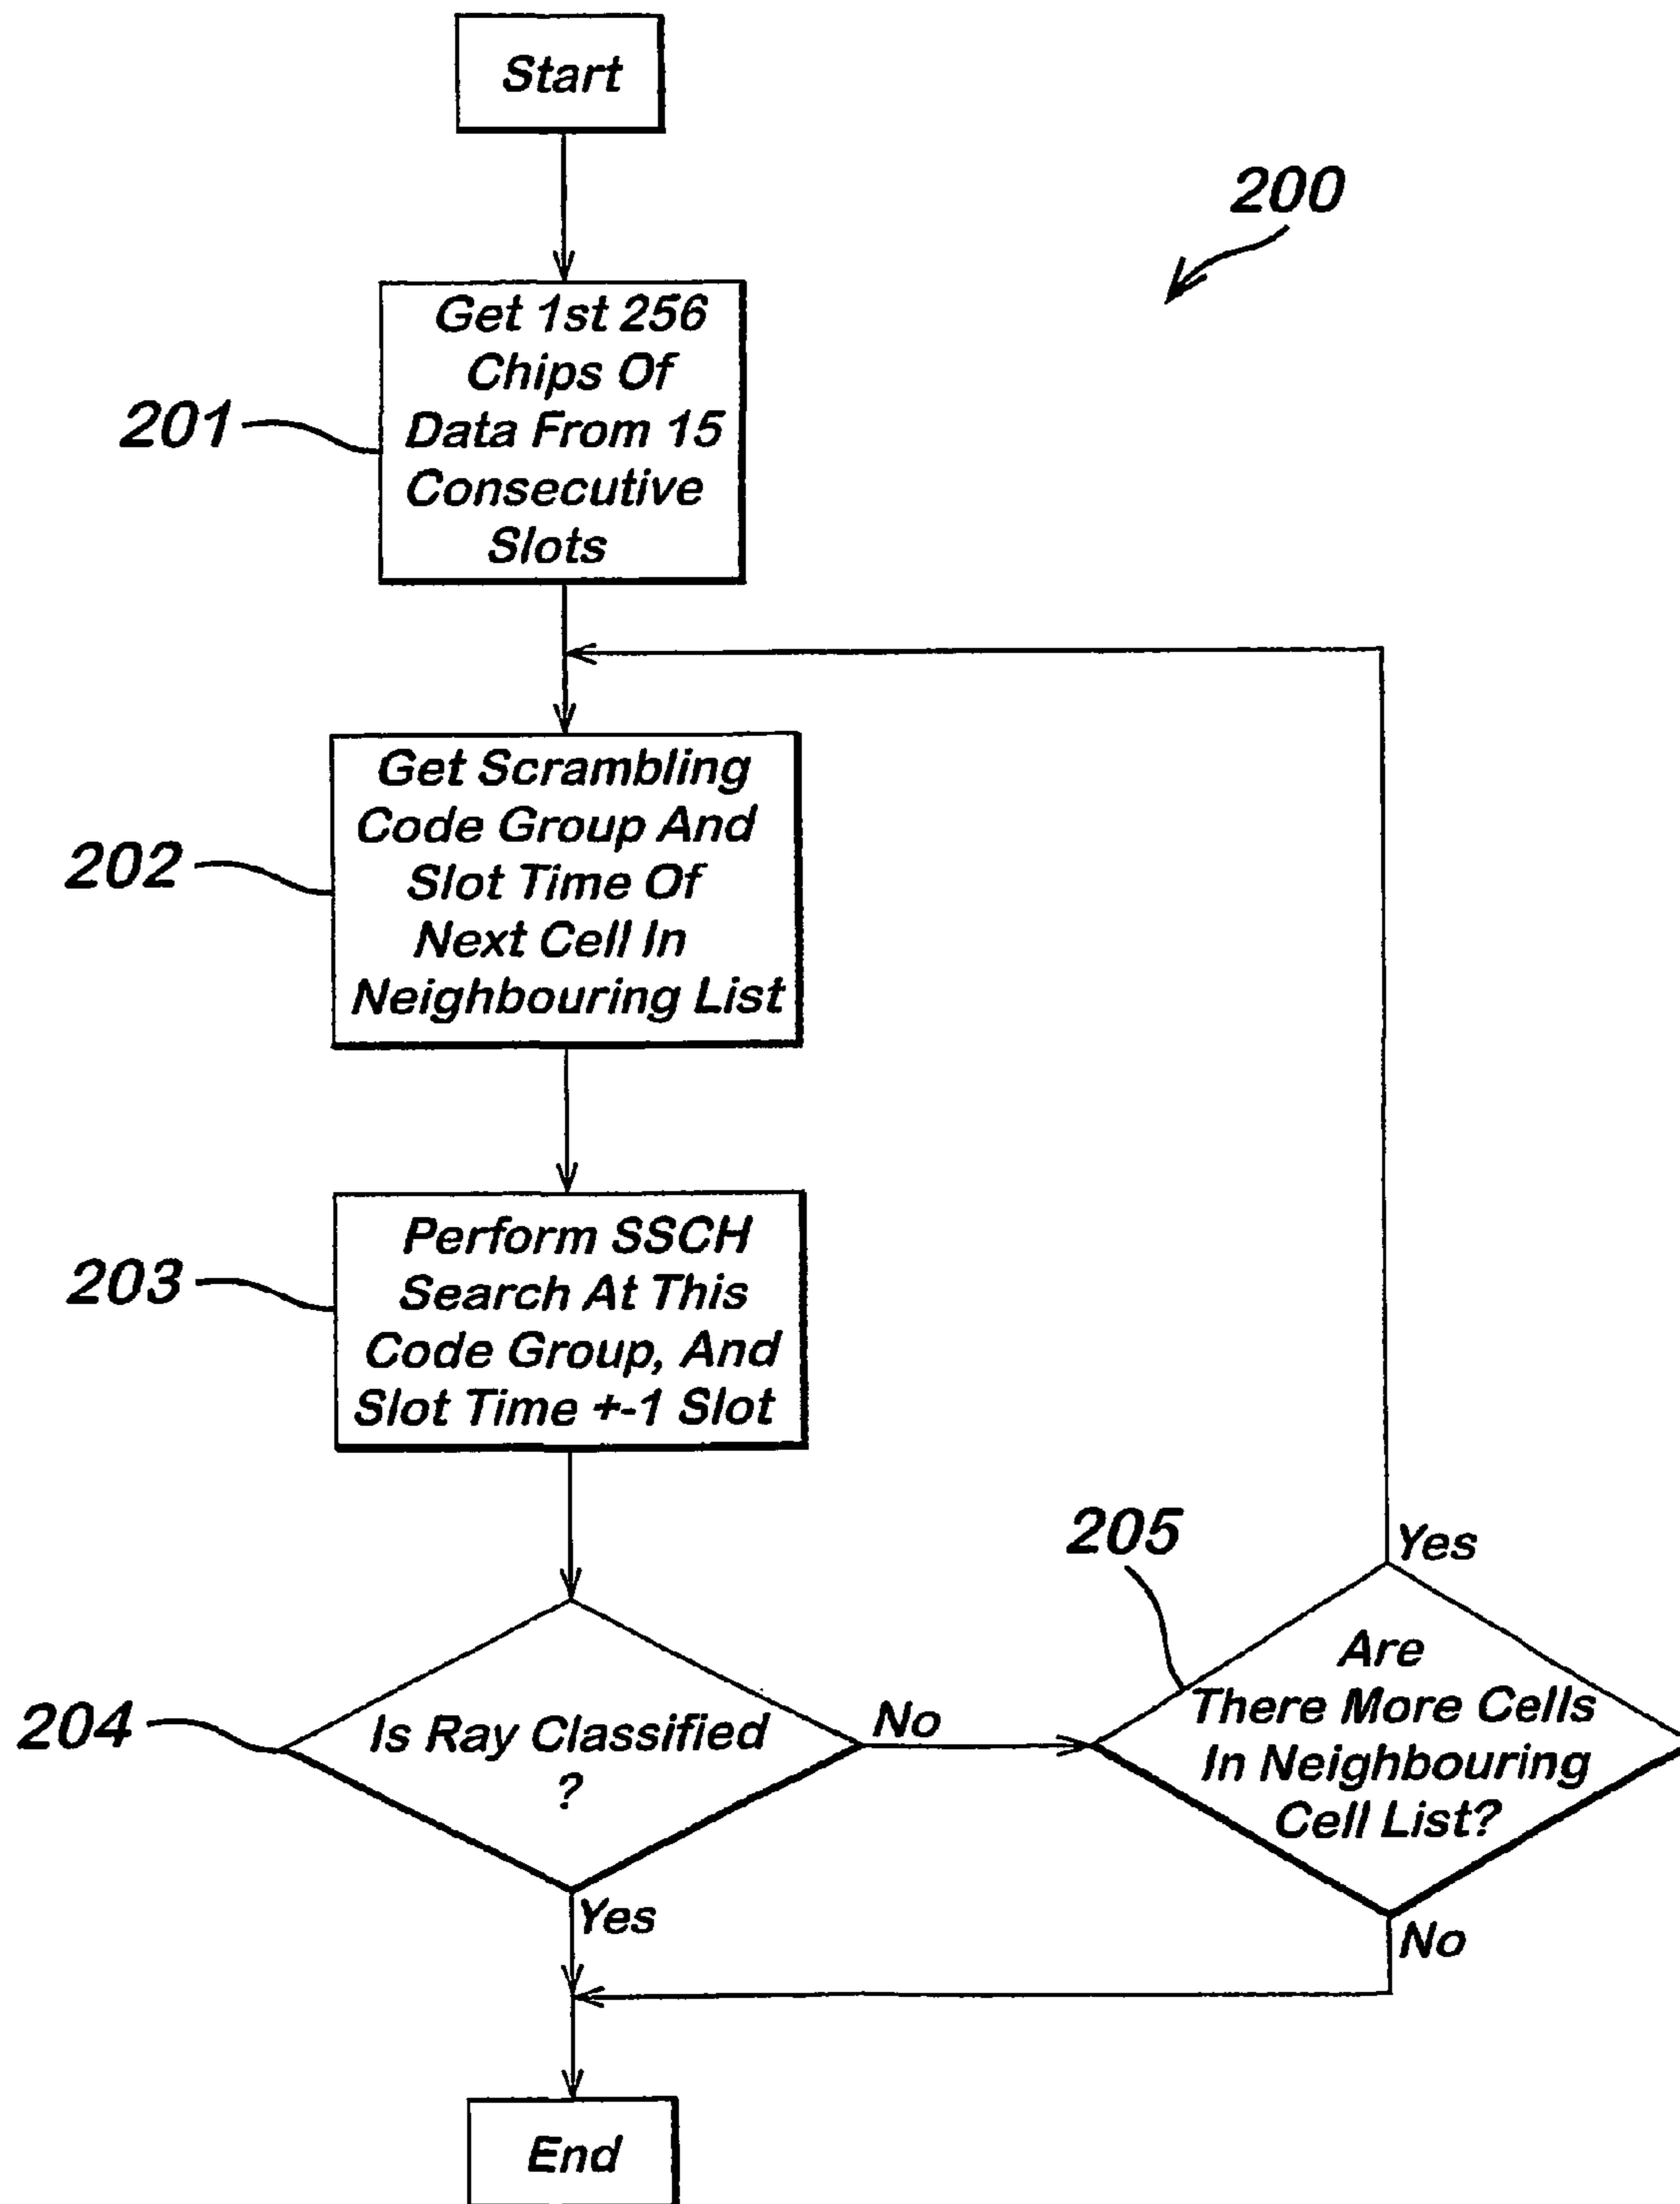 Start
200
Get 1st 256
Chips Of
Data From 15
Consecutive
Slots
201
Get Scrambling
Code Group And
Slot Time Of
Next Cell In
Neighbouring List
202
Perform SSCH
Search At This
Code Group, And
Slot Time +-1 Slot
203
205
Yes
Are
There More Cells
In Neighbouring
Cell List?
204
Is Ray Classified
?
No
Yes
No
End